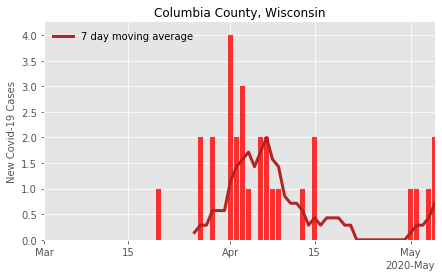 Columbia County, Wisconsin
7 day moving average
New Covid-19 Cases
4.0
3.5
3.0
2.5
2.0
1.5
1.0
0.5
0.0
Mar 15 Apr 15 May
2020-May